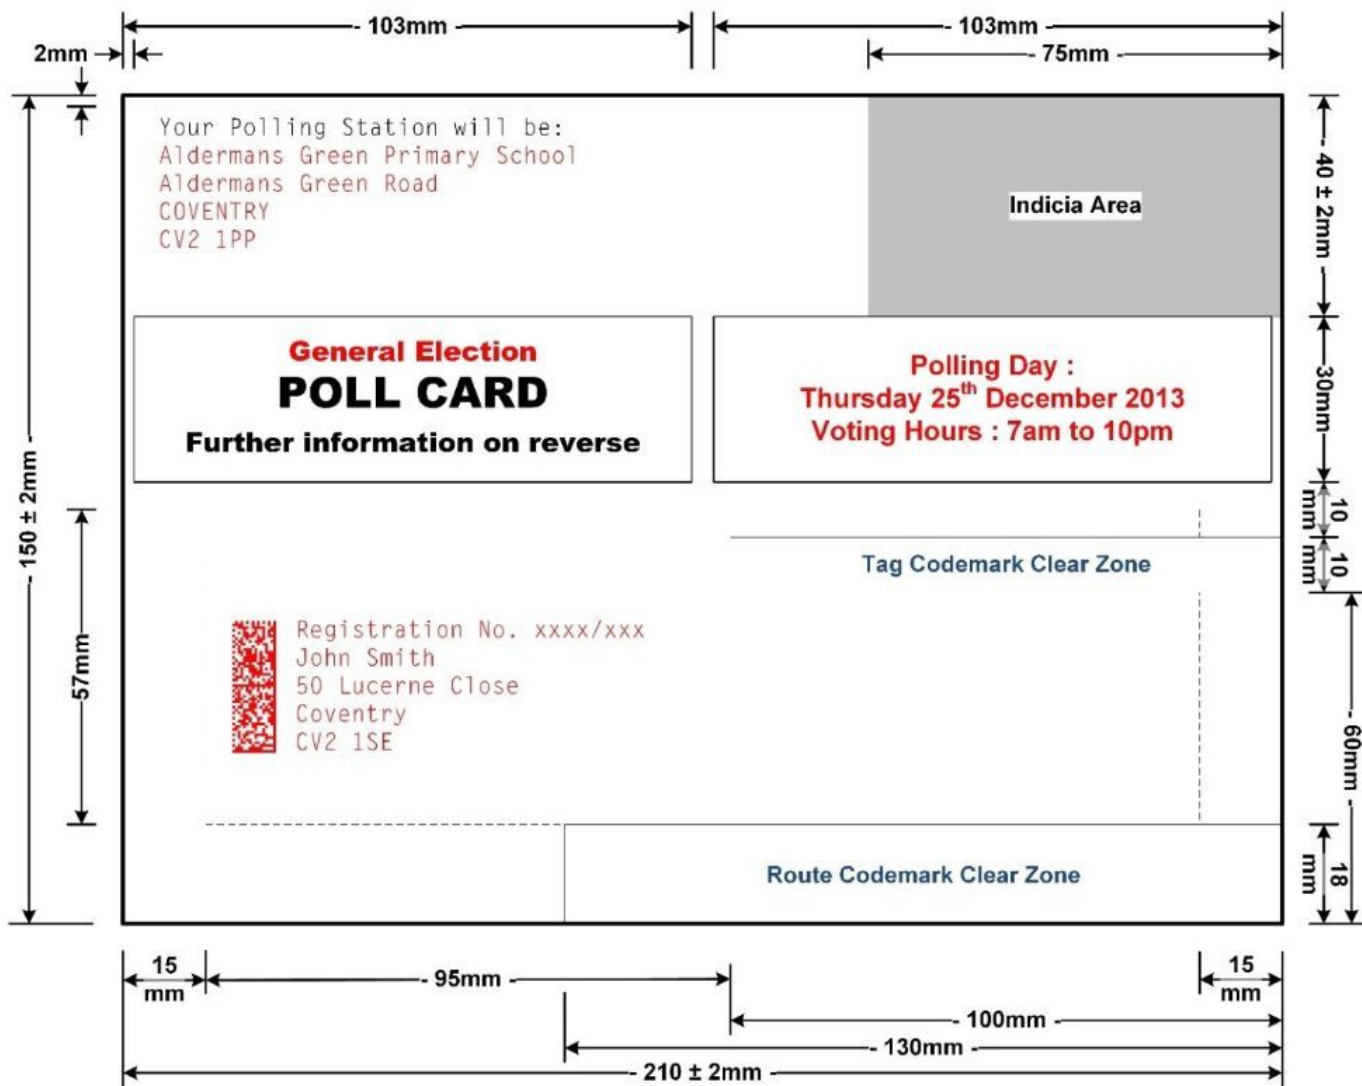 - 103mm -
- 103mm -
2mm
- 75mm -
Your Polling Station will be:
Aldermans Green Primary School
Aldermans Green Road
COVENTRY
CV2 1PP
Indicia Area
- 40 ± 2mm -
General Election
POLL CARD
Further information on reverse
Polling Day :
Thursday 25th December 2013
Voting Hours : 7am to 10pm
-30mm-
- 150 ± 2mm -
10
mm
10
mm
Tag Codemark Clear Zone
-57mm-
Registration No. xxxx/xxx
John Smith
50 Lucerne Close
Coventry
CV2 1SE
- 60mm -
Route Codemark Clear Zone
18
mm
15
mm
- 95mm -
15
mm
- 100mm -
- 130mm -
- 210 ± 2mm -